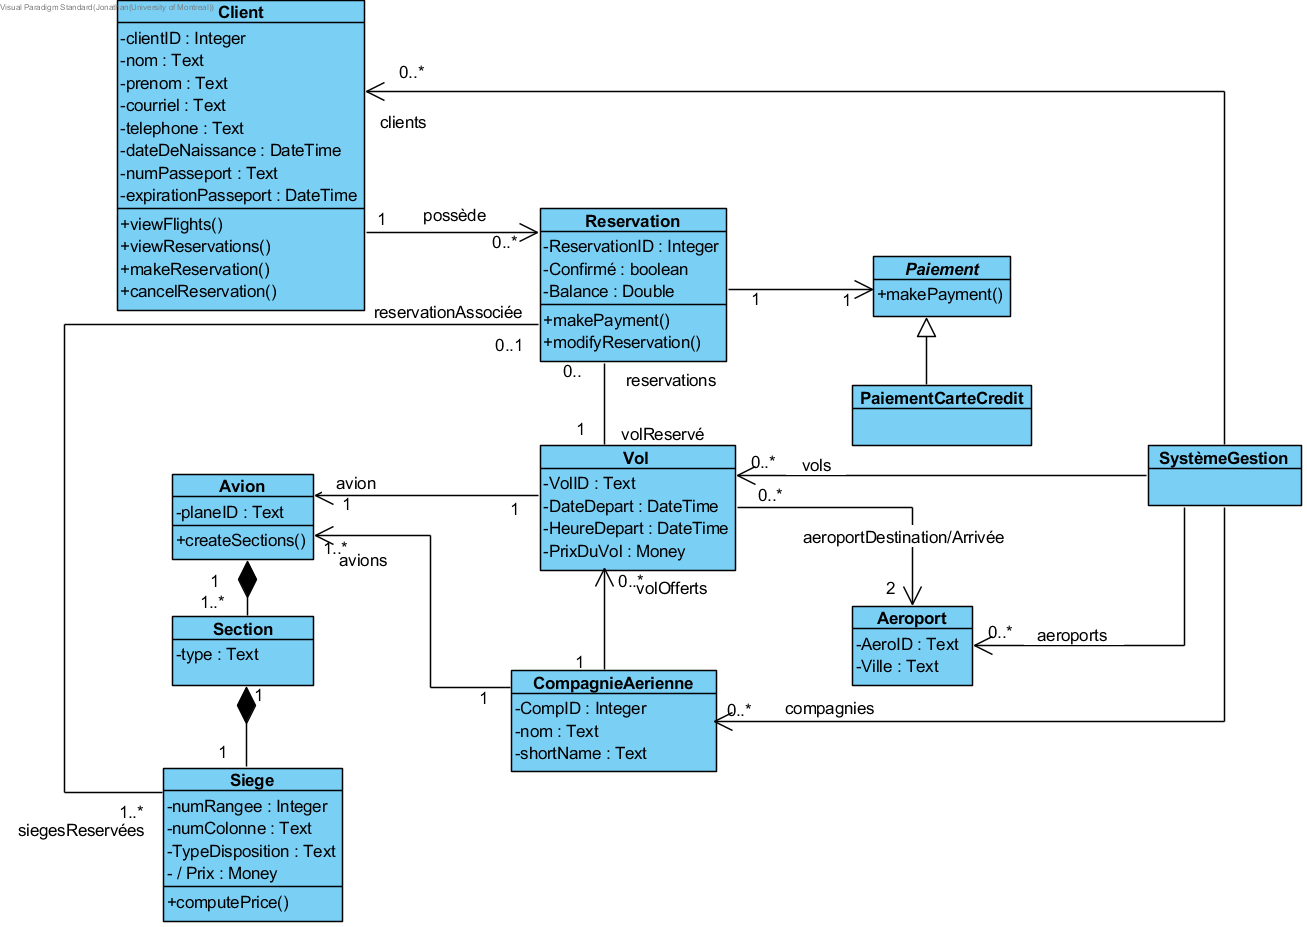 Visual Paradigm Standard(Jonathan(University of Montreal))
Client
-clientID : Integer
-nom : Text
-prenom : Text
-courriel : Text
-telephone : Text
-dateDeNaissance : DateTime
-numPasseport : Text
-expirationPasseport : DateTime
+viewFlights()
+viewReservations()
+makeReservation()
+cancelReservation()
0..*
clients
1
possède
0..*
Reservation
-ReservationID : Integer
-Confirmé : boolean
-Balance : Double
+makePayment()
+modifyReservation()
1
1
Paiement
+makePayment()
PaiementCarteCredit
reservationAssociée
0..1
0..
reservations
1
volReservé
Vol
-VolID : Text
-DateDepart : DateTime
-HeureDepart : DateTime
-PrixDuVol : Money
0..*
vols
0..*
SystèmeGestion
aeroportDestination/Arrivée
2
Aeroport
-AeroID : Text
-Ville : Text
0..*
aeroports
avion
1
1
Avion
-planeID : Text
+createSections()
1..*
avions
0..*
volOfferts
1
1
CompagnieAerienne
-CompID : Integer
-nom : Text
-shortName : Text
0..*
compagnies
1
1..*
Section
-type : Text
1
1
1..*
siegesReservées
Siege
-numRangee : Integer
-numColonne : Text
-TypeDisposition : Text
- / Prix : Money
+computePrice()